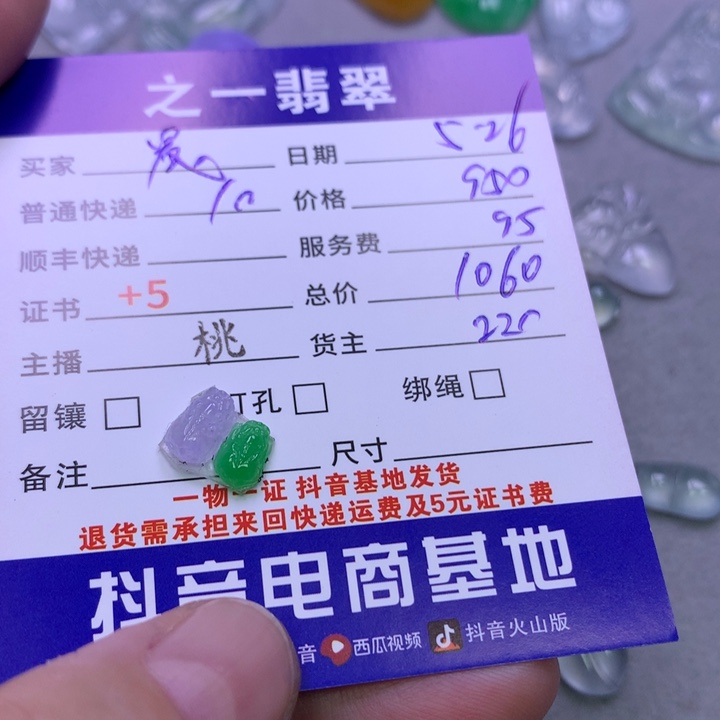 之一翡翠
买家 日期 526
普通快递 10 价格 950
顺丰快递 服务费 95
证书 +5 总价 1060
主播 桃 货主 220
留镶 □ 打孔 □ 绑绳 □
备注 尺寸
一物一证 抖音基地发货
退货需承担来回快递运费及5元证书费
抖音电商基地
音 西瓜视频 抖音火山版